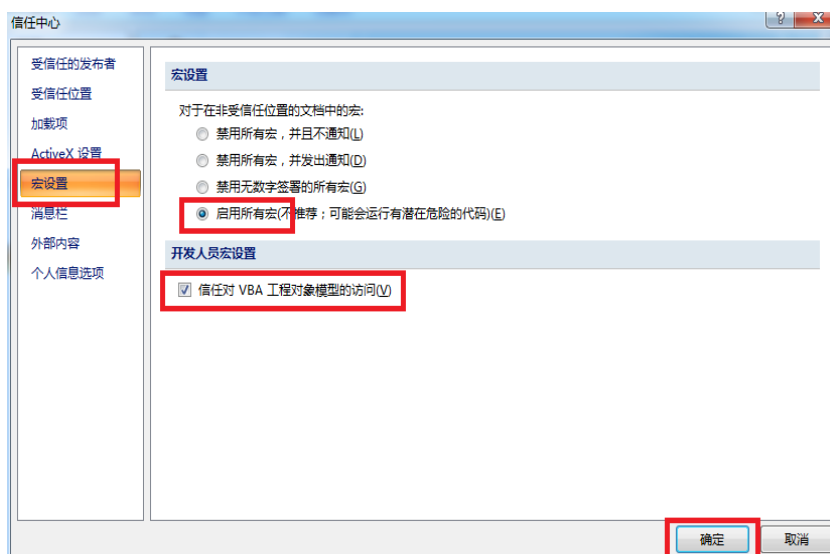 信任中心
受信任的发布者
受信任位置
加载项
ActiveX 设置
宏设置
消息栏
外部内容
个人信息选项
宏设置
对于在非受信任位置的文档中的宏:
禁用所有宏，并且不通知(L)
禁用所有宏，并发出通知(D)
禁用无数字签署的所有宏(G)
启用所有宏(不推荐；可能会运行有潜在危险的代码)(E)
开发人员宏设置
信任对 VBA 工程对象模型的访问(V)
确定
取消